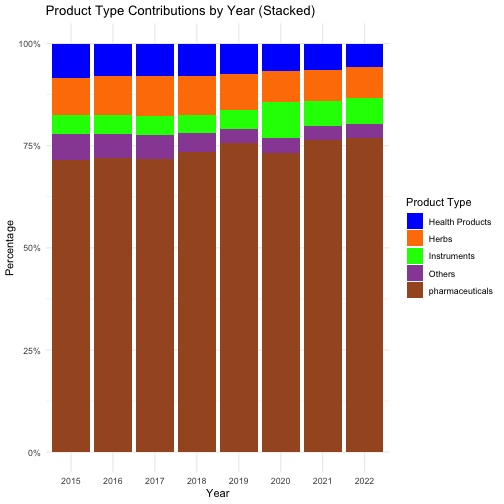 Product Type Contributions by Year (Stacked)
100%
75%
50%
25%
0%
Percentage
2015 2016 2017 2018 2019 2020 2021 2022
Year
Product Type
Health Products
Herbs
Instruments
Others
pharmaceuticals